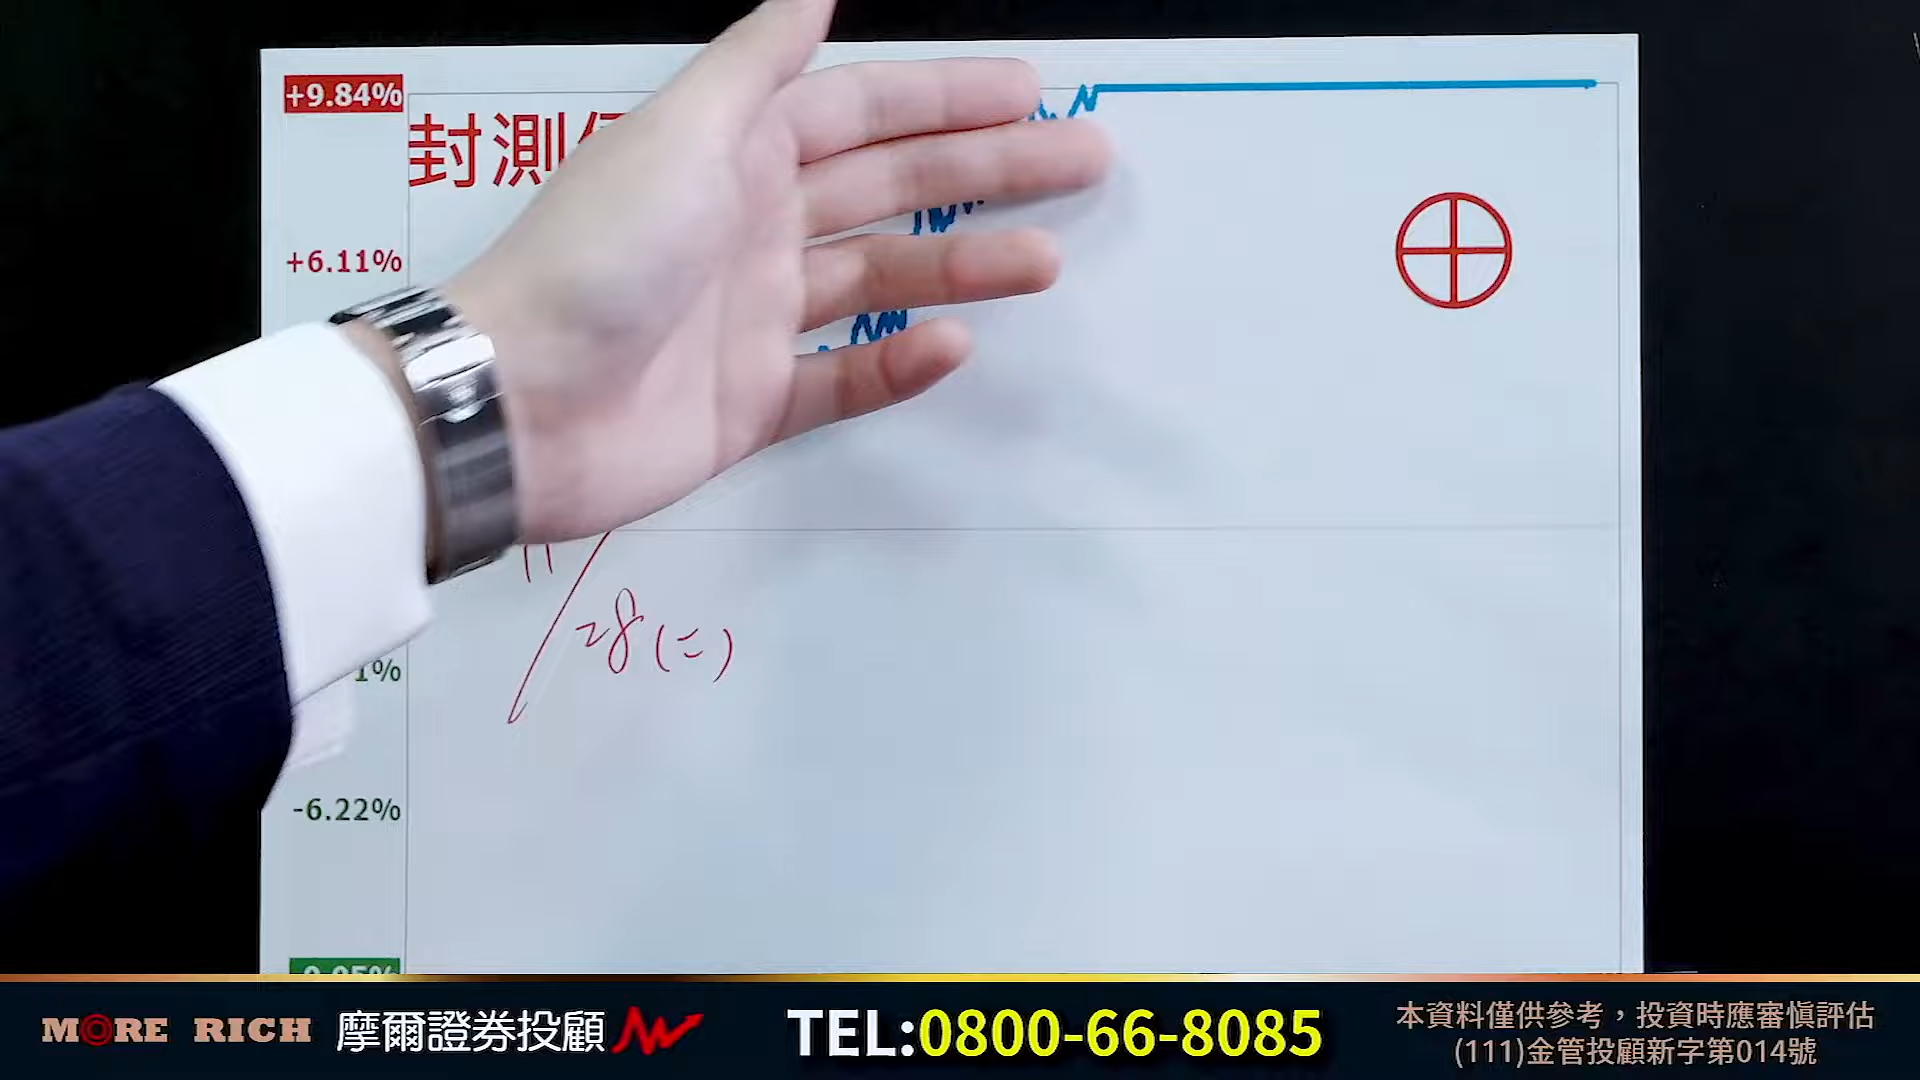 +9.84%
封測
+6.11%
11/28(二)
1%
-6.22%
MORE RICH 摩爾證券投顧
TEL:0800-66-8085
本資料僅供參考，投資時應審慎評估
(111)金管投顧新字第014號